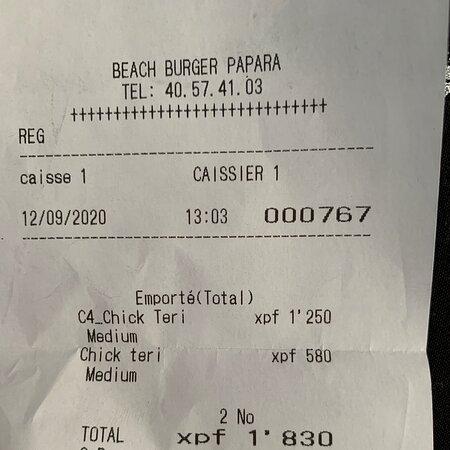 BEACH BURGER PAPARA
TEL: 40.57.41.03
++++++++++++++++++++++++++++++
REG
caisse 1 CAISSIER 1
12/09/2020 13:03 000767
Emporté(Total)
C4_Chick Teri xpf 1'250
Medium
Chick teri xpf 580
Medium
2 No
TOTAL xpf 1'830